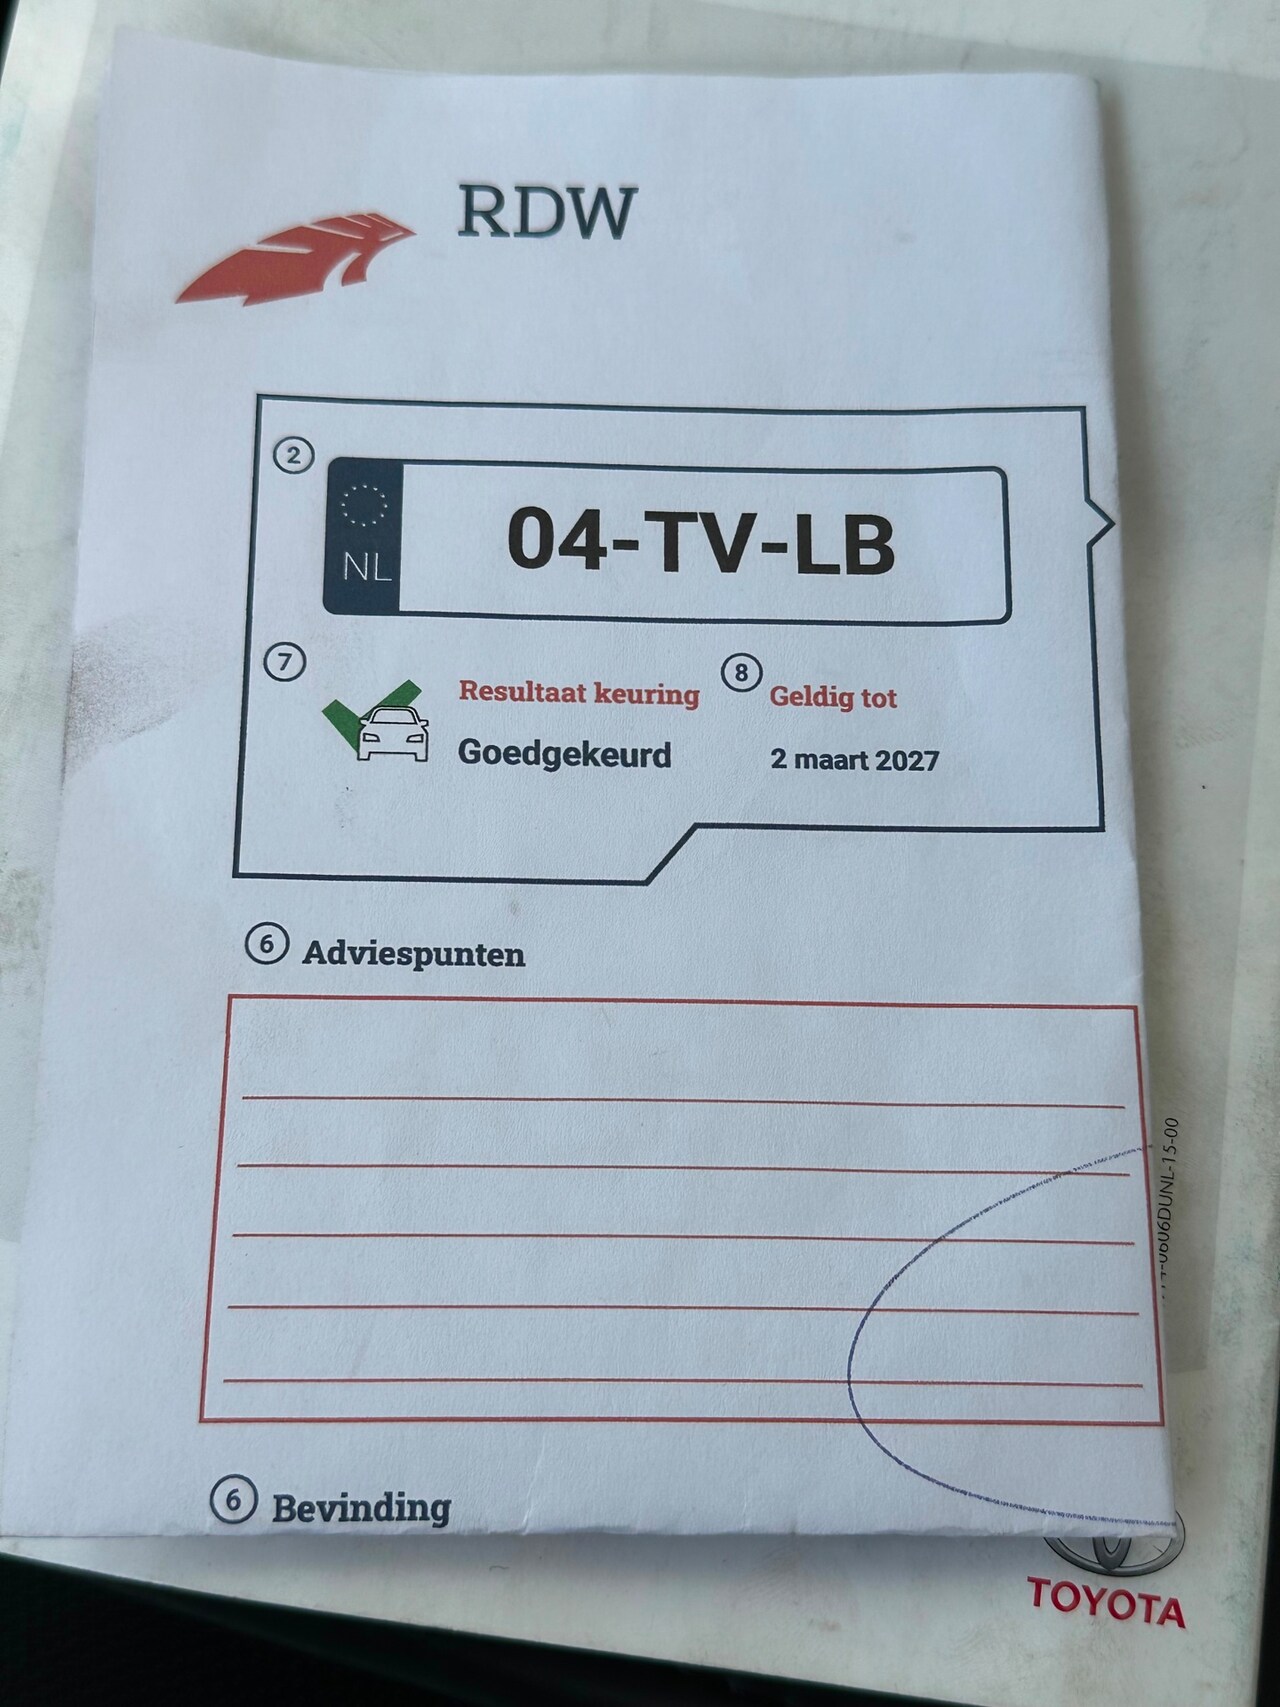 RDW
2
NL
04-TV-LB
7
Resultaat keuring
8
Geldig tot
Goedgekeurd
2 maart 2027
6 Adviespunten
6 Bevinding
TOYOTA